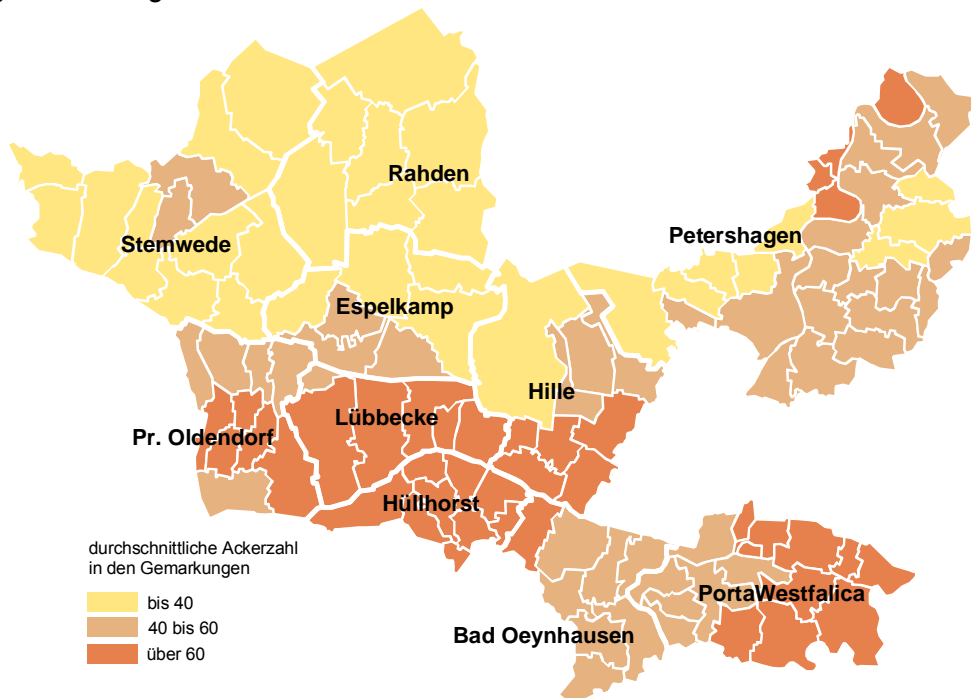 Rahden
Stemwede
Petershagen
Espelkamp
Hille
Lübbecke
Pr. Oldendorf
Hüllhorst
PortaWestfalica
Bad Oeynhausen
durchschnittliche Ackerzahl
in den Gemarkungen
bis 40
40 bis 60
über 60